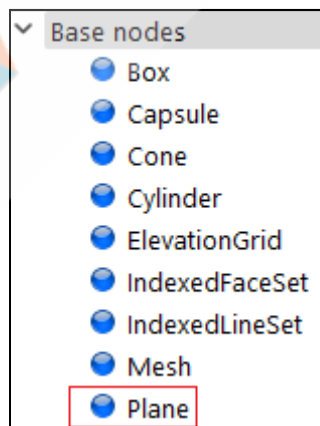 Base nodes
Box
Capsule
Cone
Cylinder
ElevationGrid
IndexedFaceSet
IndexedLineSet
Mesh
Plane